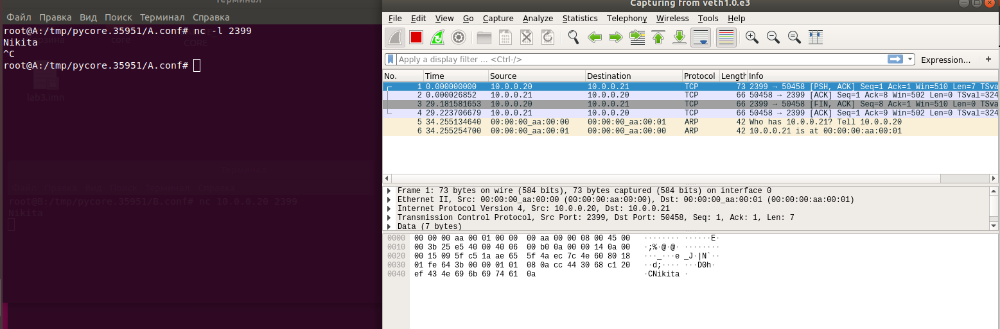 Терминал
Файл Правка Вид Поиск Терминал Справка
root@A:/tmp/pycore.35951/A.conf# nc -l 2399
Nikita
^C
root@A:/tmp/pycore.35951/A.conf#
core
CORE
lab3.imn
Терминал
Файл Правка Вид Поиск Терминал Справка
root@B:/tmp/pycore.35951/B.conf# nc 10.0.0.20 2399
Nikita
Capturing from veth1.0.e3
File Edit View Go Capture Analyze Statistics Telephony Wireless Tools Help
Apply a display filter … <Ctrl-/> Expression… +
No. Time Source Destination Protocol Length Info
1 0.000000000 10.0.0.20 10.0.0.21 TCP 73 2399 → 50458 [PSH, ACK] Seq=1 Ack=1 Win=510 Len=7 TSva
2 0.000026852 10.0.0.21 10.0.0.20 TCP 66 50458 → 2399 [ACK] Seq=1 Ack=8 Win=502 Len=0 TSval=324
3 29.181581653 10.0.0.20 10.0.0.21 TCP 66 2399 → 50458 [FIN, ACK] Seq=8 Ack=1 Win=510 Len=0 TSva
4 29.223706679 10.0.0.21 10.0.0.20 TCP 66 50458 → 2399 [ACK] Seq=1 Ack=9 Win=502 Len=0 TSval=324
5 34.255134640 00:00:00_aa:00:00 00:00:00_aa:00:01 ARP 42 Who has 10.0.0.21? Tell 10.0.0.20
6 34.255254700 00:00:00_aa:00:01 00:00:00_aa:00:00 ARP 42 10.0.0.21 is at 00:00:00:aa:00:01
Frame 1: 73 bytes on wire (584 bits), 73 bytes captured (584 bits) on interface 0
Ethernet II, Src: 00:00:00_aa:00:00 (00:00:00:aa:00:00), Dst: 00:00:00_aa:00:01 (00:00:00:aa:00:01)
Internet Protocol Version 4, Src: 10.0.0.20, Dst: 10.0.0.21
Transmission Control Protocol, Src Port: 2399, Dst Port: 50458, Seq: 1, Ack: 1, Len: 7
Data (7 bytes)
0000 00 00 00 aa 00 01 00 00 00 aa 00 00 08 00 45 00 ········ ······E·
0010 00 3b 25 e5 40 00 40 06 00 b0 0a 00 00 14 0a 00 ·;%·@·@· ········
0020 00 15 09 5f c5 1a ae 65 5f 4a ec 7c 4e 60 80 18 ···_···e _J·|N`··
0030 01 fe 64 3b 00 00 01 01 08 0a cc 44 30 68 c1 20 ··d;···· ···D0h·
0040 ef 43 4e 69 6b 69 74 61 0a ·CNikita ·